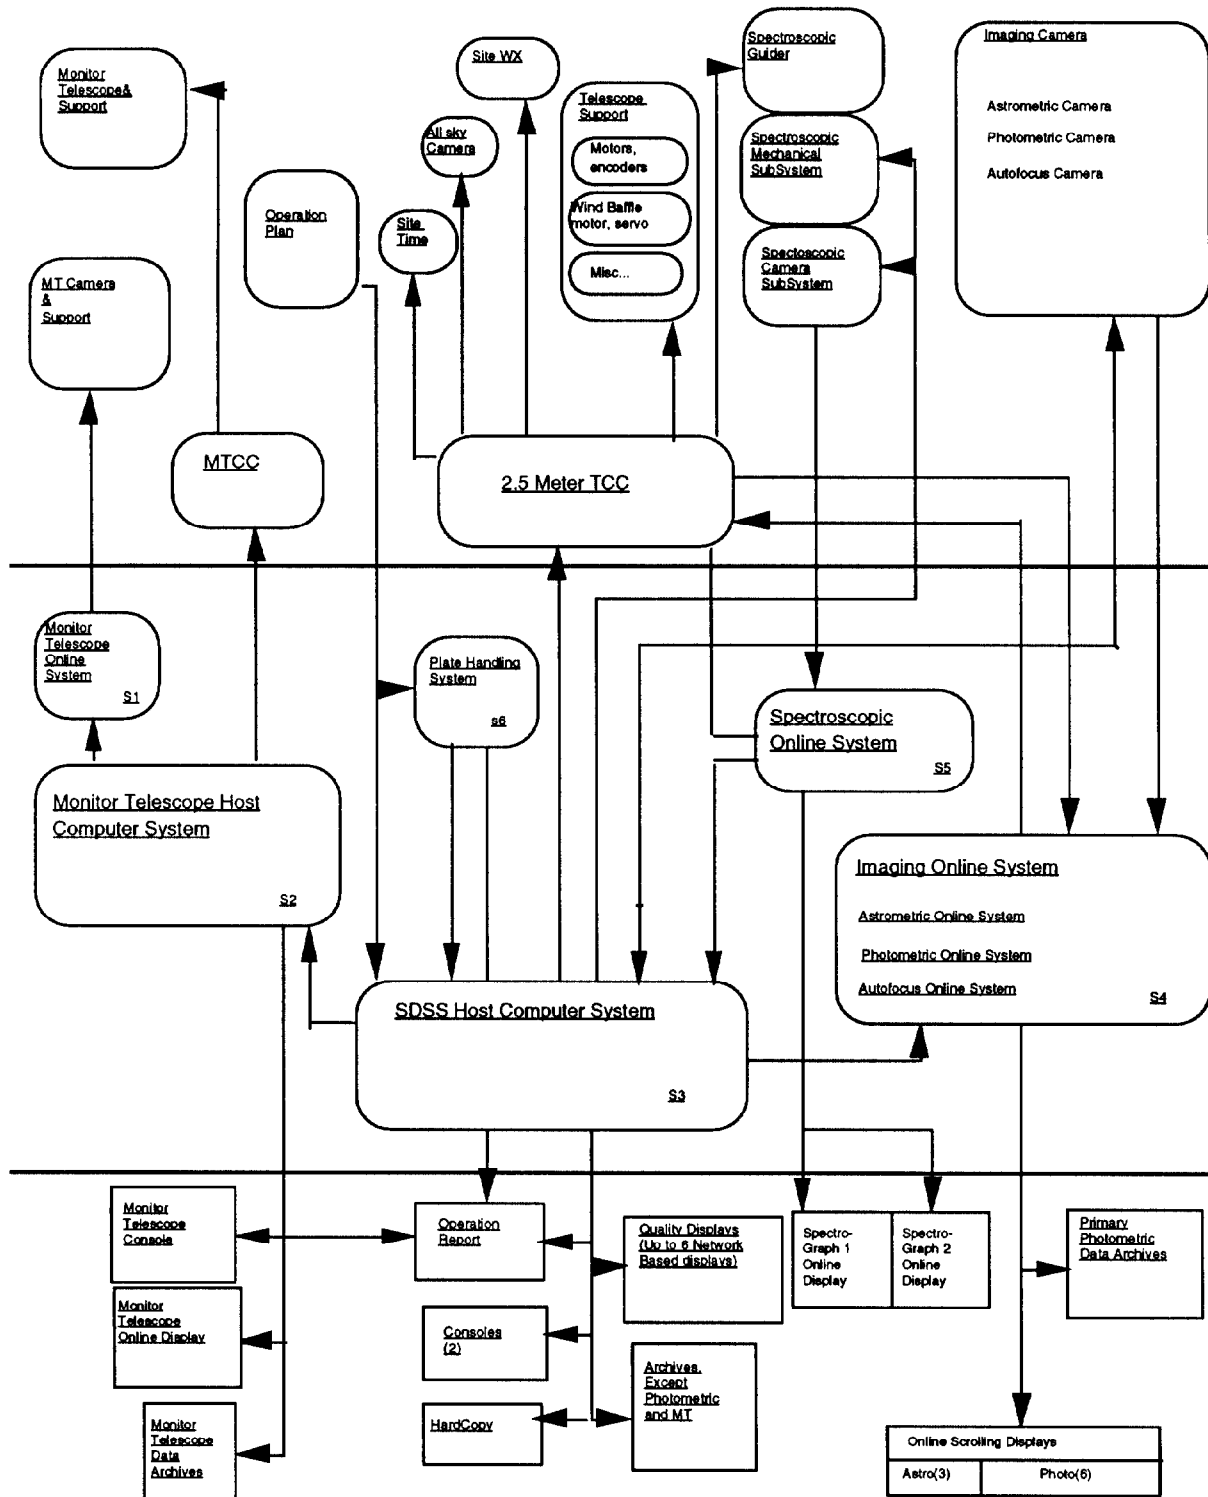 Monitor
Telescope&
Support
Site WX
Spectroscopic
Guider
Imaging Camera
Astrometric Camera
Photometric Camera
Autofocus Camera
All sky
Camera
Telescope
Support
Motors,
encoders
Wind Baffle
motor, servo
Misc...
Spectroscopic
Mechanical
SubSystem
Spectoscopic
Camera
SubSystem
Operation
Plan
Site
Time
MT Camera
&
Support
MTCC
2.5 Meter TCC
Monitor
Telescope
Online
System
S1
Plate Handling
System
s6
Spectroscopic
Online System
S5
Monitor Telescope Host
Computer System
S2
Imaging Online System
Astrometric Online System
Photometric Online System
Autofocus Online System
S4
SDSS Host Computer System
S3
Monitor
Telescope
Console
Operation
Report
Quality Displays
(Up to 6 Network
Based displays)
Spectro-
Graph 1
Online
Display
Spectro-
Graph 2
Online
Display
Primary
Photometric
Data Archives
Monitor
Telescope
Online Display
Consoles
(2)
Archives,
Except
Photometric
and MT
HardCopy
Monitor
Telescope
Data
Archives
Online Scrolling Displays
Astro(3)
Photo(6)